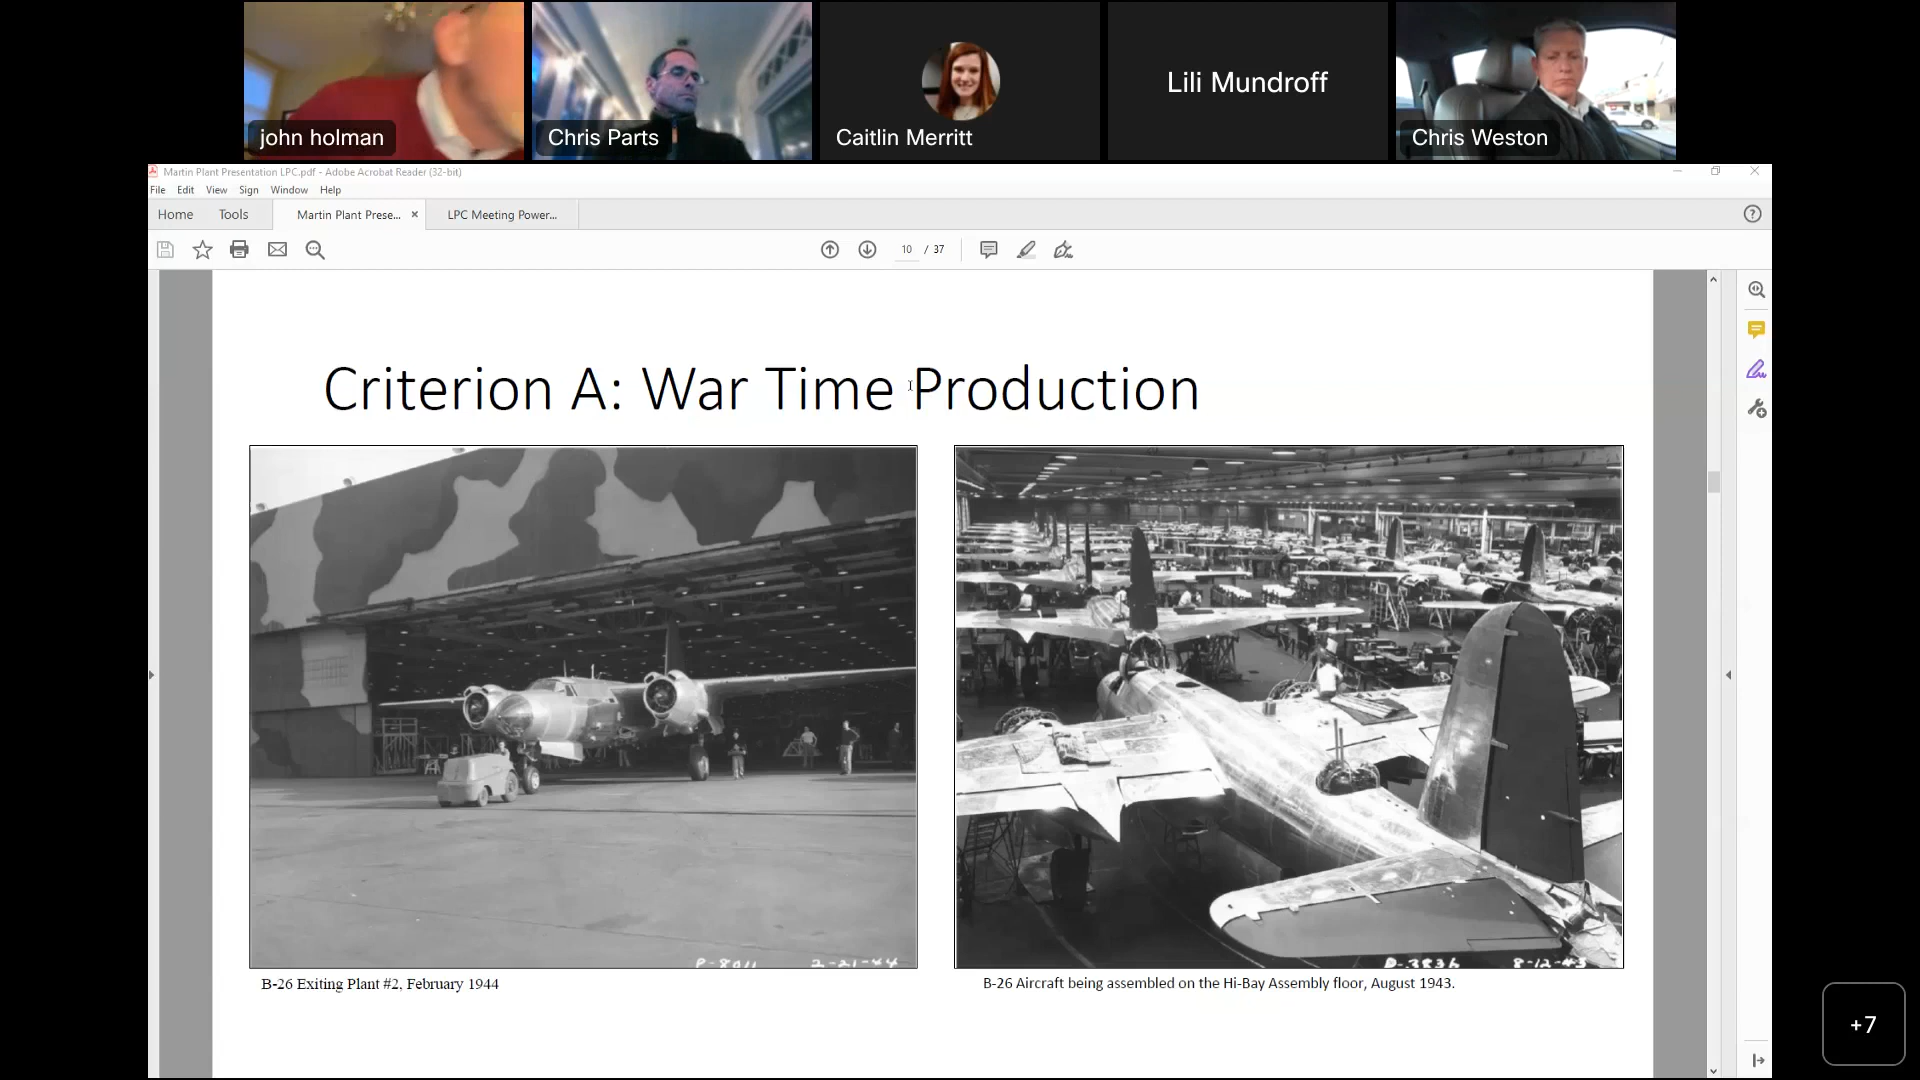 john holman
Chris Parts
Caitlin Merritt
Lili Mundroff
Chris Weston
Martin Plant Presentation LPC.pdf - Adobe Acrobat Reader (32-bit)
File Edit View Sign Window Help
Home Tools Martin Plant Prese... × LPC Meeting Power...
10 / 37
Criterion A: War Time Production
P-8011 2-21-44
D-3836 8-12-43
B-26 Exiting Plant #2, February 1944
B-26 Aircraft being assembled on the Hi-Bay Assembly floor, August 1943.
+7